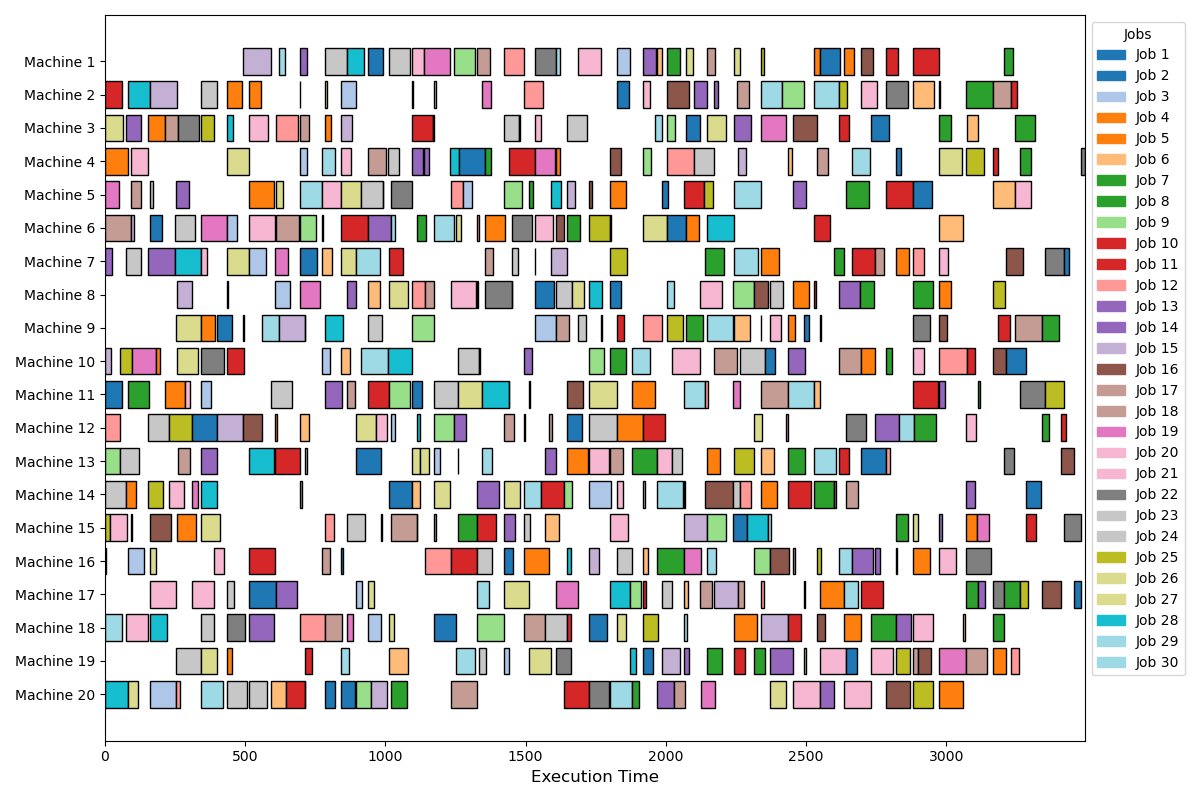 Machine 1
Machine 2
Machine 3
Machine 4
Machine 5
Machine 6
Machine 7
Machine 8
Machine 9
Machine 10
Machine 11
Machine 12
Machine 13
Machine 14
Machine 15
Machine 16
Machine 17
Machine 18
Machine 19
Machine 20
0 500 1000 1500 2000 2500 3000
Execution Time
Jobs
Job 1
Job 2
Job 3
Job 4
Job 5
Job 6
Job 7
Job 8
Job 9
Job 10
Job 11
Job 12
Job 13
Job 14
Job 15
Job 16
Job 17
Job 18
Job 19
Job 20
Job 21
Job 22
Job 23
Job 24
Job 25
Job 26
Job 27
Job 28
Job 29
Job 30